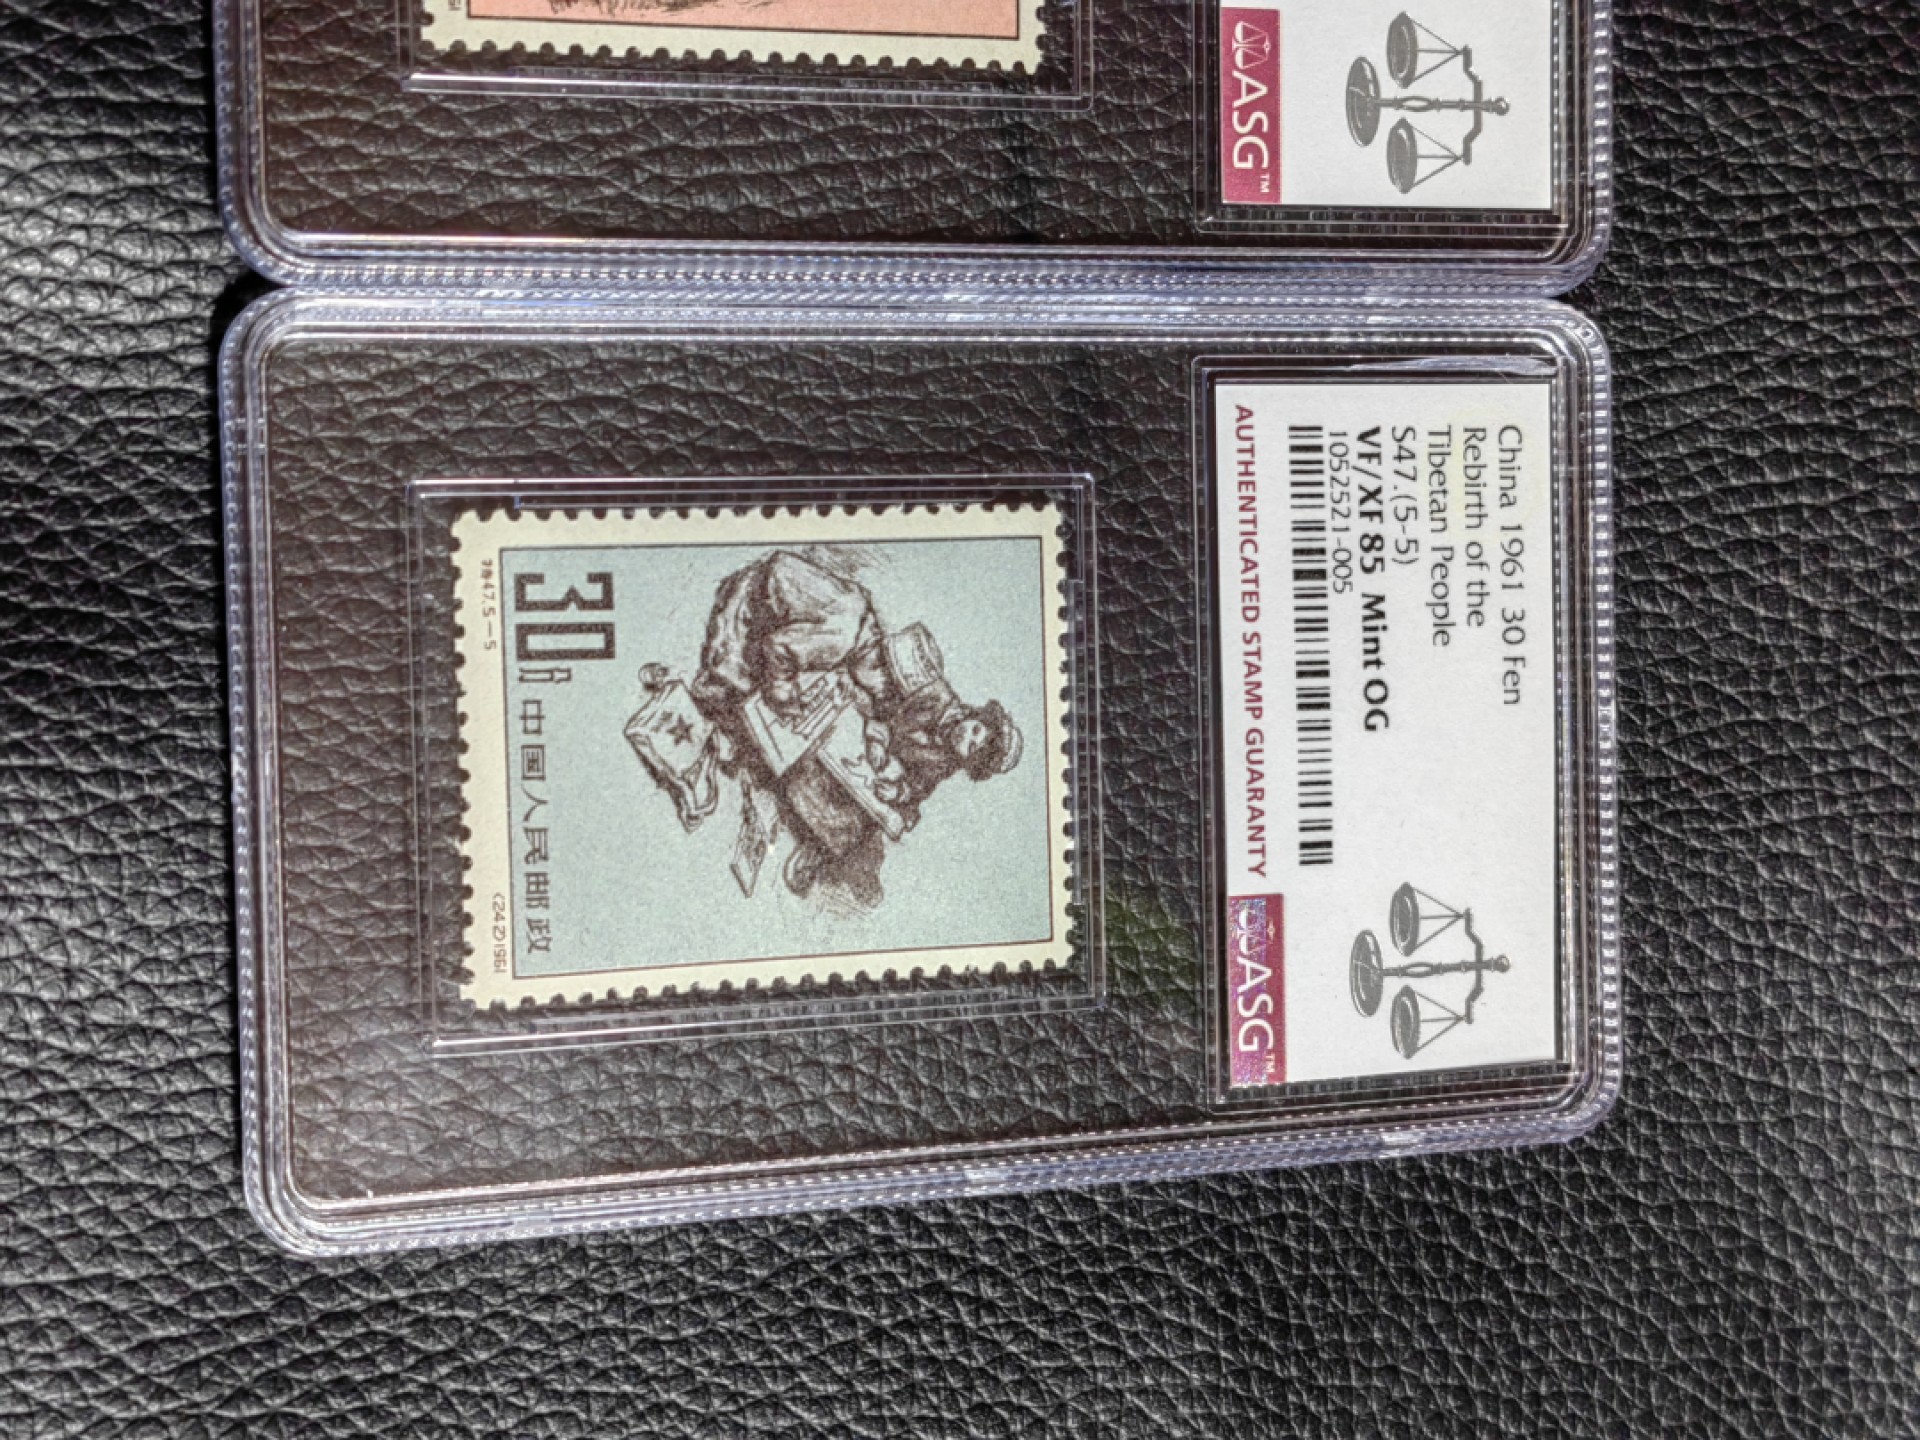 ASG™
China 1961 30 Fen
Rebirth of the
Tibetan People
S47.(5-5)
VF/XF 85 Mint OG
1052521-005
AUTHENTICATED STAMP GUARANTY
ASG™
30分 中国人民邮政
特47.5—5
(242)1961